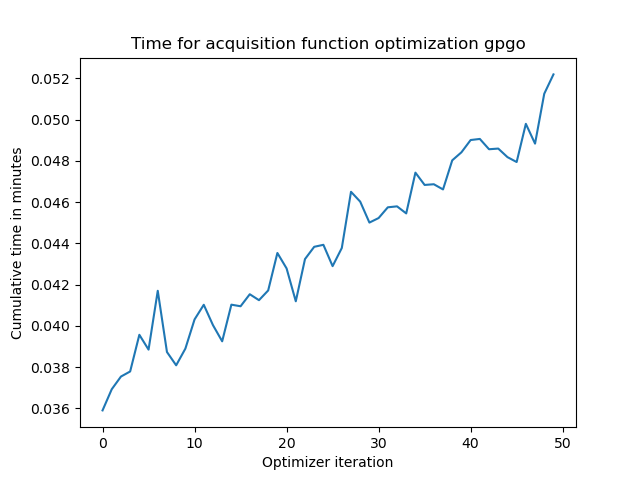 Time for acquisition function optimization gpgo
Cumulative time in minutes
0.052
0.050
0.048
0.046
0.044
0.042
0.040
0.038
0.036
0 10 20 30 40 50
Optimizer iteration